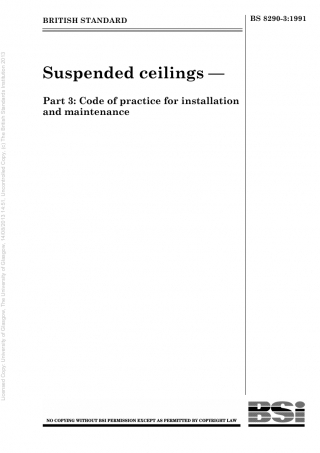 BRITISH STANDARD
BS 8290-3:1991
Suspended ceilings —
Part 3: Code of practice for installation
and maintenance
Licensed Copy: University of Glasgow, The University of Glasgow, 14/03/2013 14:01, Uncontrolled Copy, (c) The British Standards Institution 2013
NO COPYING WITHOUT BSI PERMISSION EXCEPT AS PERMITTED BY COPYRIGHT LAW
BSi